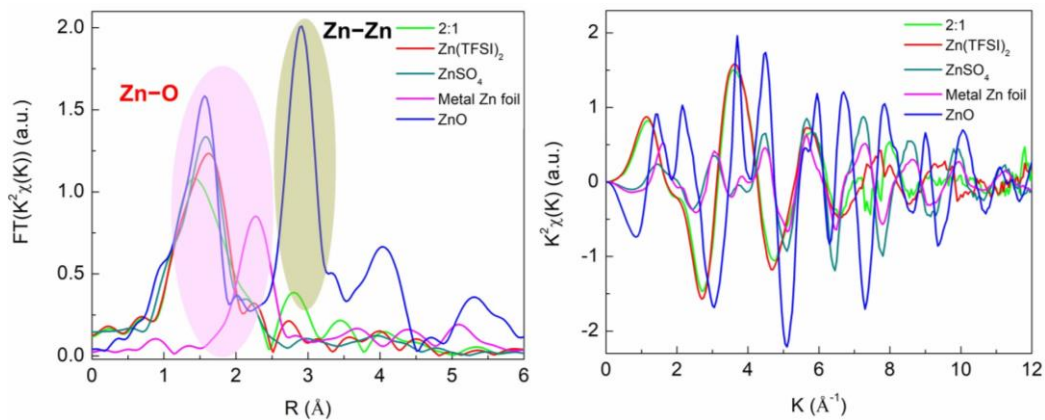 Zn−Zn
Zn−O
2:1
Zn(TFSI)2
ZnSO4
Metal Zn foil
ZnO
2.0
1.5
1.0
0.5
0.0
FT(K²χ(K)) (a.u.)
0 1 2 3 4 5 6
R (Å)
2:1
Zn(TFSI)2
ZnSO4
Metal Zn foil
ZnO
2
1
0
-1
-2
K²χ(K) (a.u.)
0 2 4 6 8 10 12
K (Å⁻¹)